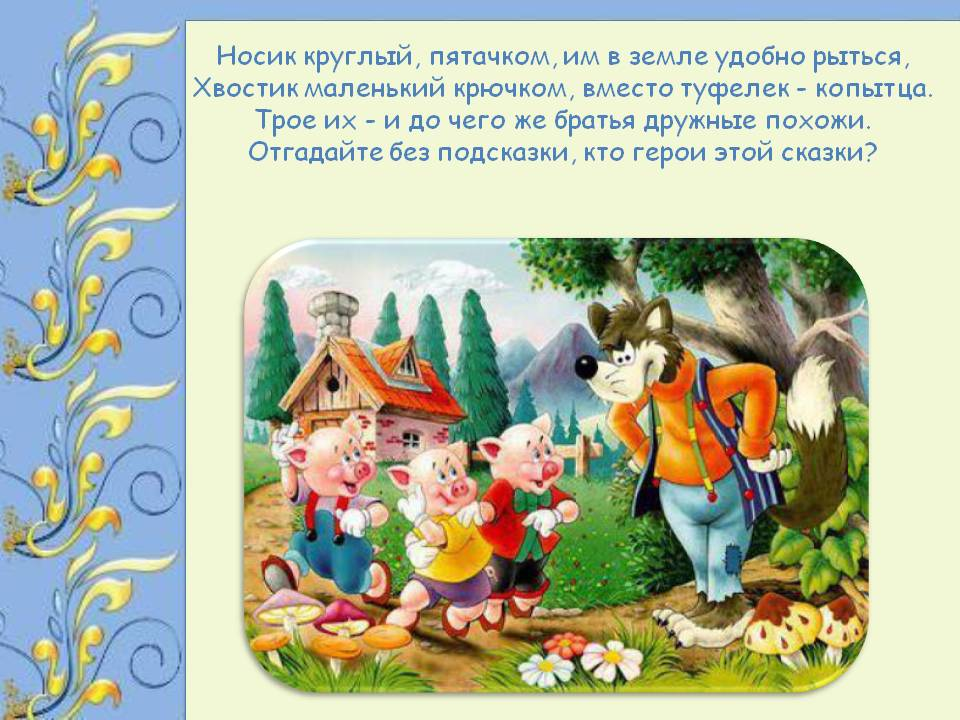 Носик круглый, пятачком, им в земле удобно рыться,
Хвостик маленький крючком, вместо туфелек - копытца.
Трое их - и до чего же братья дружные похожи.
Отгадайте без подсказки, кто герои этой сказки?